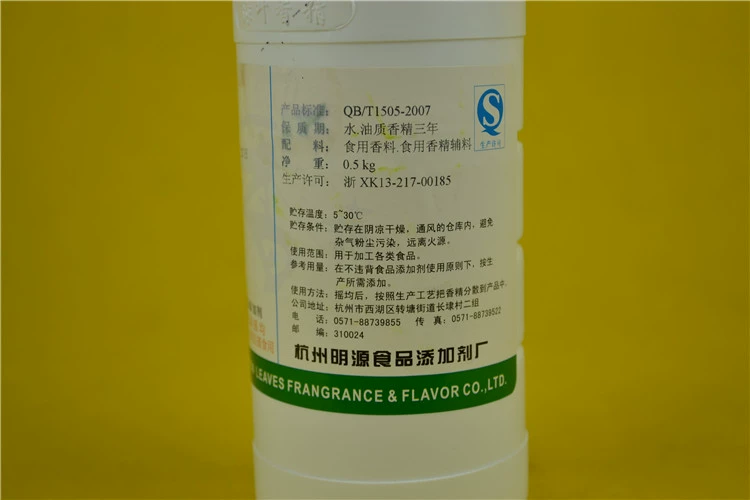 香精
产品标准: QB/T1505-2007
保 质 期: 水.油质香精三年
配 料: 食用香料.食用香精辅料
净 重: 0.5 kg
生产许可: 浙 XK13-217-00185
QS
生产许可
贮存温度: 5~30℃
贮存条件: 贮存在阴凉干燥, 通风的仓库内, 避免
杂气粉尘污染, 远离火源。
使用范围: 用于加工各类食品。
参考用量: 在不违背食品添加剂使用原则下, 按生
产所需添加。
使用方法: 摇均后, 按照生产工艺把香精分散到产品中.
公司地址: 杭州市西湖区转塘街道长埭村二组
电 话: 0571-88739855 传 真: 0571-88739522
邮 编: 310024
杭州明源食品添加剂厂
LEAVES FRANGRANCE & FLAVOR CO.,LTD.